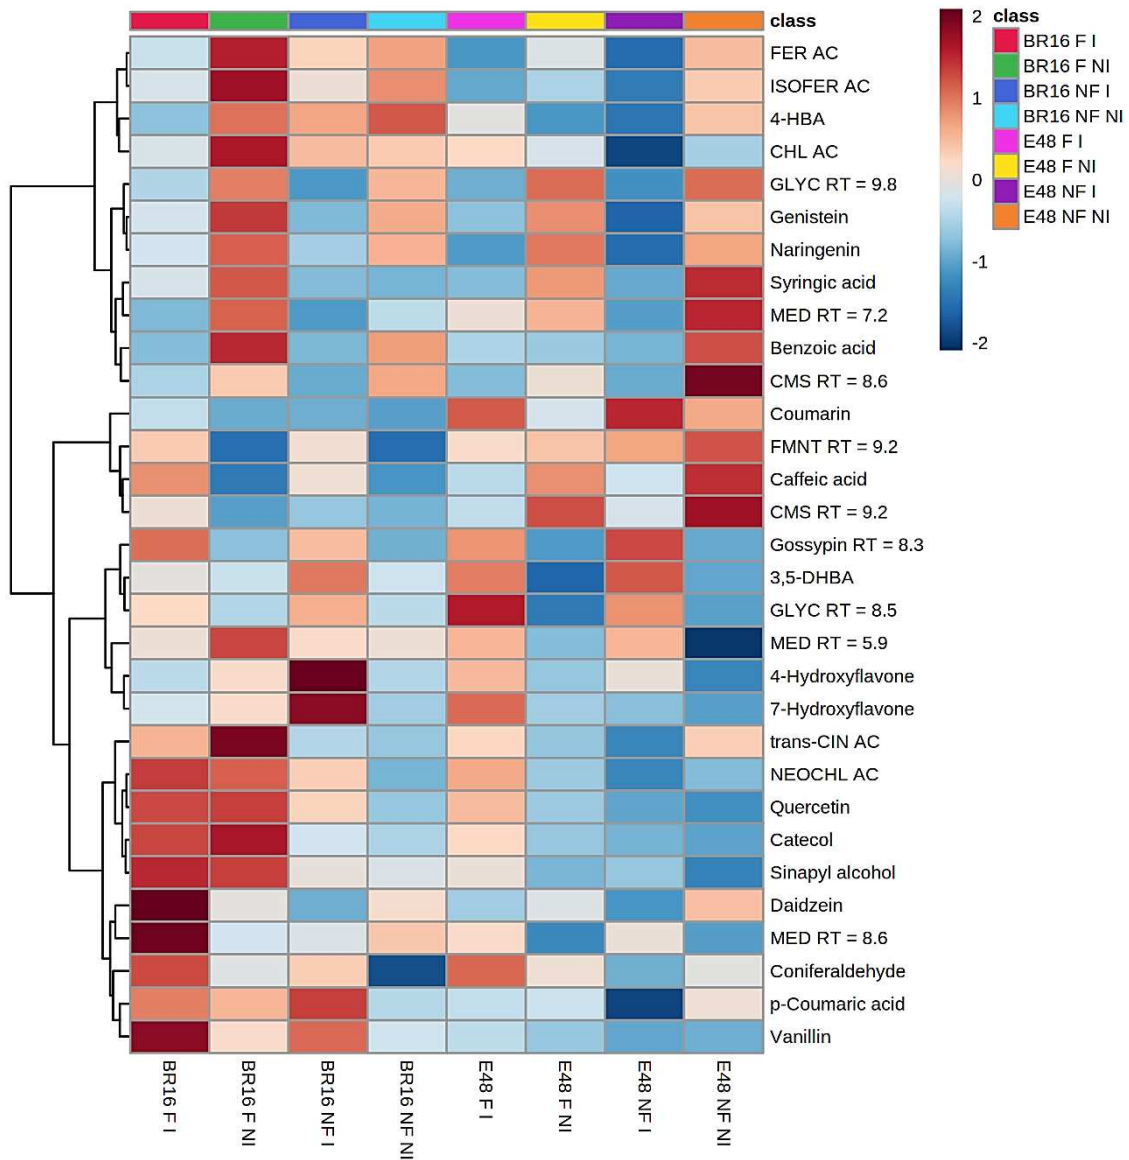 class
FER AC
ISOFER AC
4-HBA
CHL AC
GLYC RT = 9.8
Genistein
Naringenin
Syringic acid
MED RT = 7.2
Benzoic acid
CMS RT = 8.6
Coumarin
FMNT RT = 9.2
Caffeic acid
CMS RT = 9.2
Gossypin RT = 8.3
3,5-DHBA
GLYC RT = 8.5
MED RT = 5.9
4-Hydroxyflavone
7-Hydroxyflavone
trans-CIN AC
NEOCHL AC
Quercetin
Catecol
Sinapyl alcohol
Daidzein
MED RT = 8.6
Coniferaldehyde
p-Coumaric acid
Vanillin
2
1
0
-1
-2
class
BR16 F I
BR16 F NI
BR16 NF I
BR16 NF NI
E48 F I
E48 F NI
E48 NF I
E48 NF NI
BR16 F I
BR16 F NI
BR16 NF I
BR16 NF NI
E48 F I
E48 F NI
E48 NF I
E48 NF NI